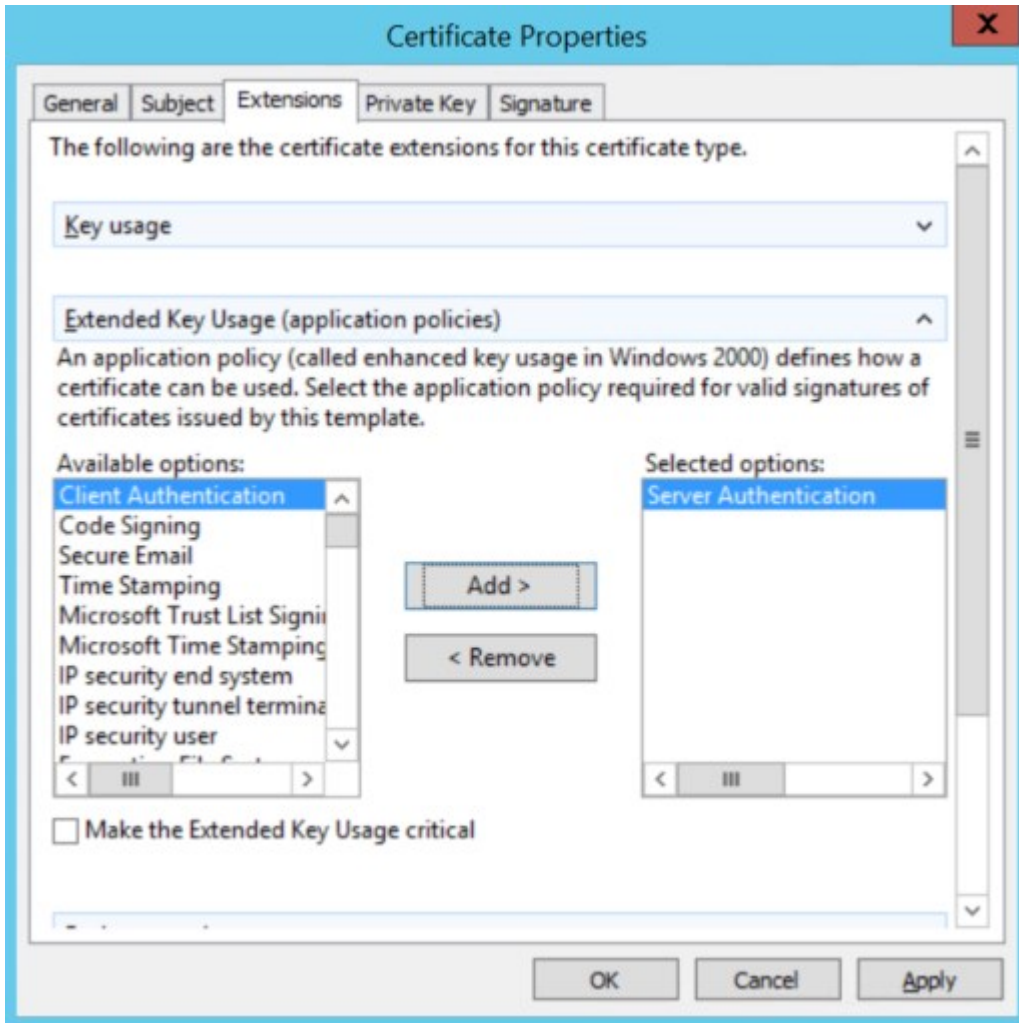 Certificate Properties
X
General Subject Extensions Private Key Signature
The following are the certificate extensions for this certificate type.
Key usage
Extended Key Usage (application policies)
An application policy (called enhanced key usage in Windows 2000) defines how a
certificate can be used. Select the application policy required for valid signatures of
certificates issued by this template.
Available options:
Selected options:
Client Authentication
Server Authentication
Code Signing
Secure Email
Time Stamping
Microsoft Trust List Signi
Microsoft Time Stamping
IP security end system
IP security tunnel termina
IP security user
Add >
< Remove
Make the Extended Key Usage critical
OK Cancel Apply